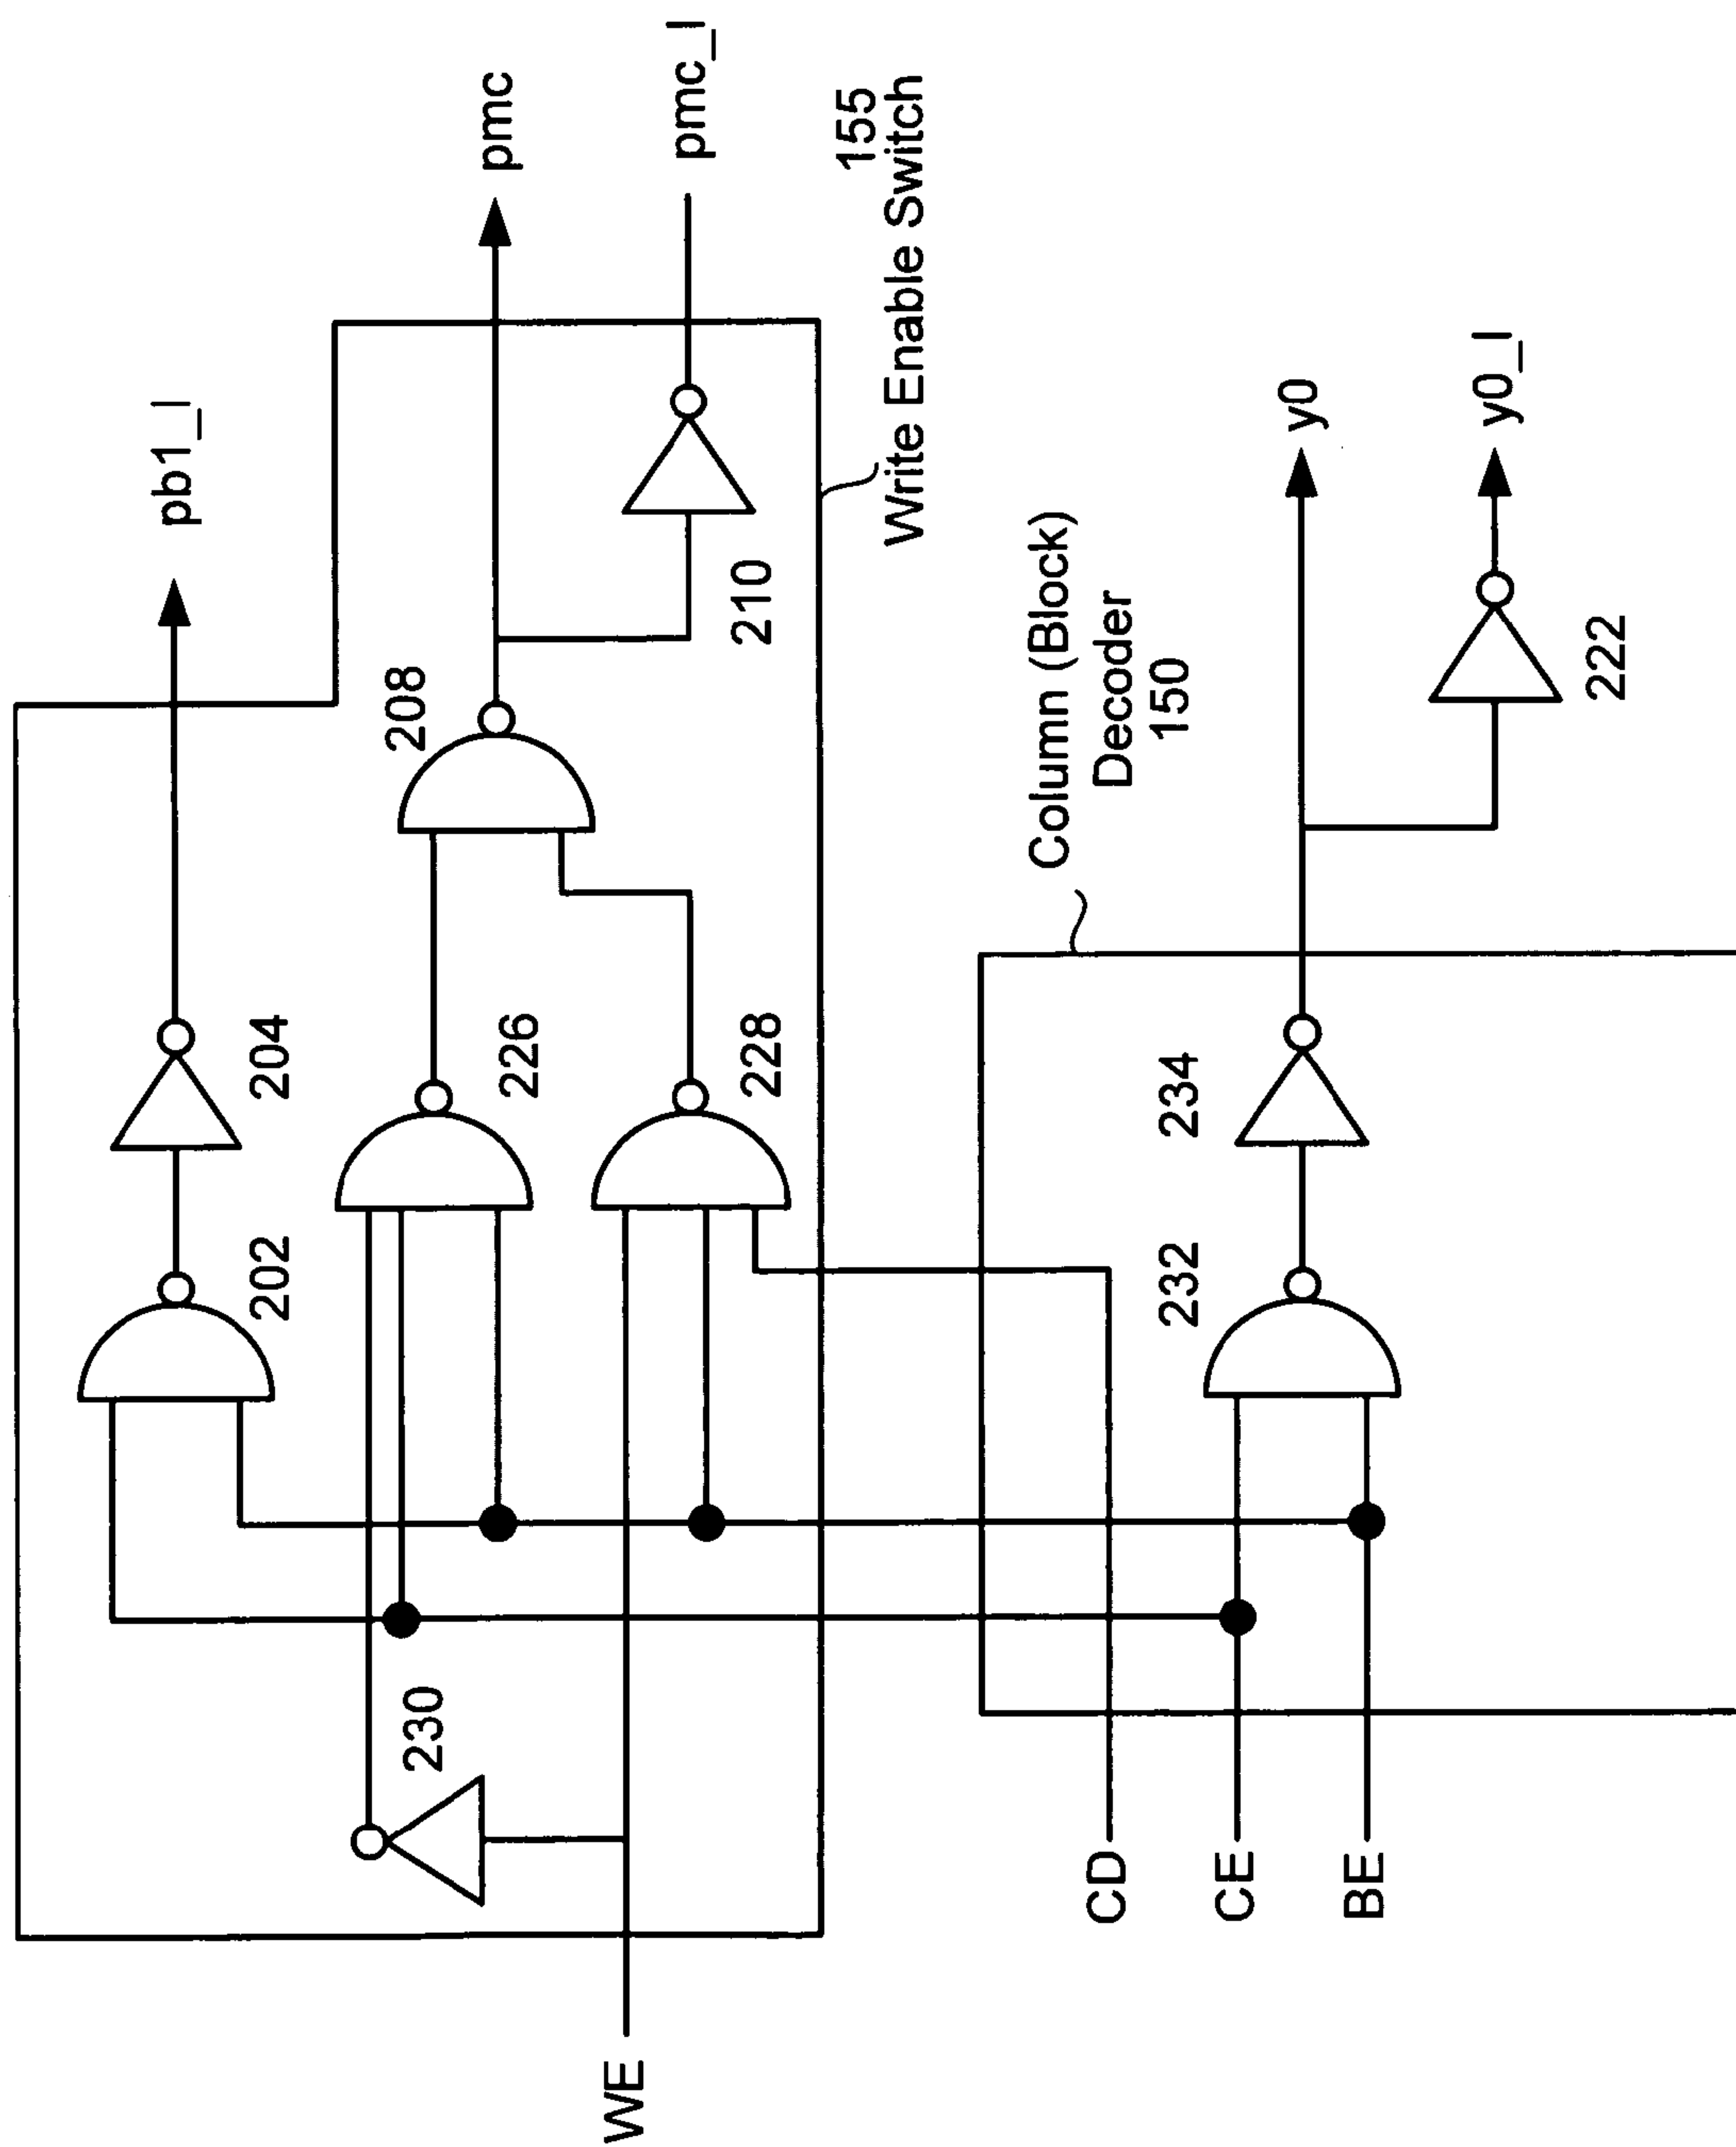 pb1_l
pmc
pmc_l
204
202
208
226
210
228
230
WE
155
Write Enable Switch
Column (Block)
Decoder
150
CD
CE
BE
232
234
y0
y0_l
222